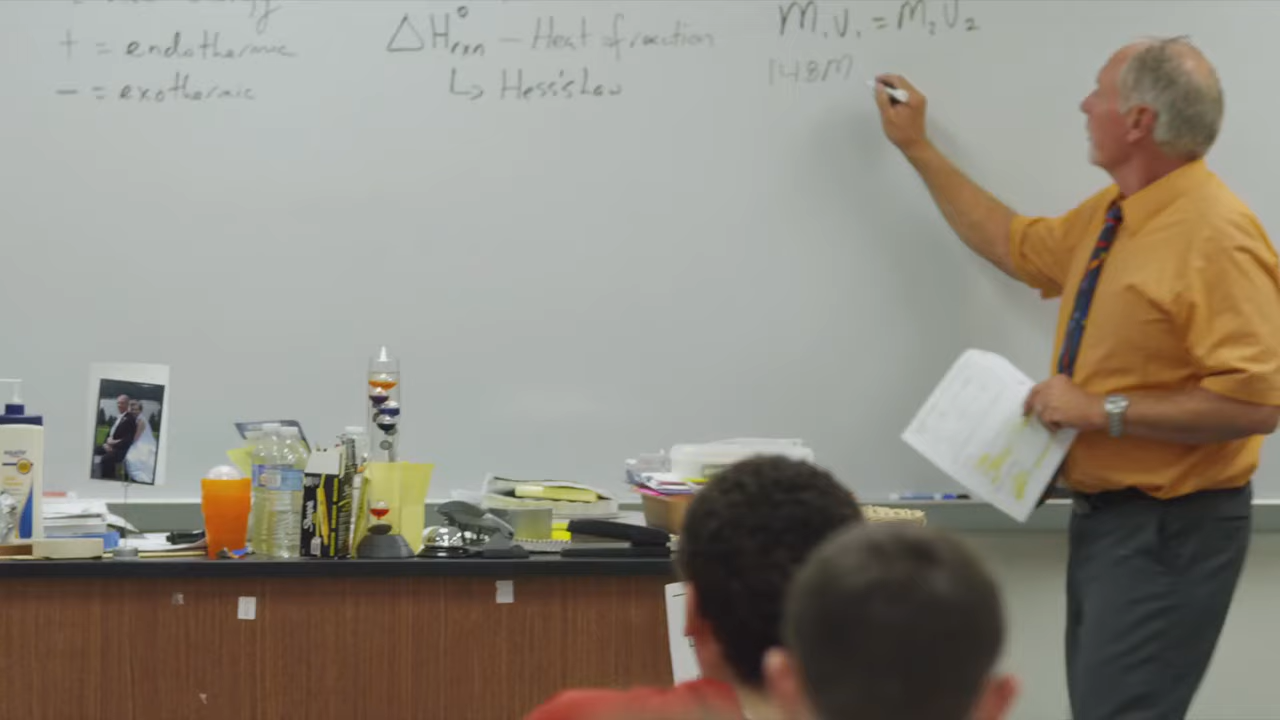 + = endothermic
- = exothermic
ΔH°rxn - Heat of reaction
↳ Hess's Law
M₁V₁ = M₂V₂
14.8M